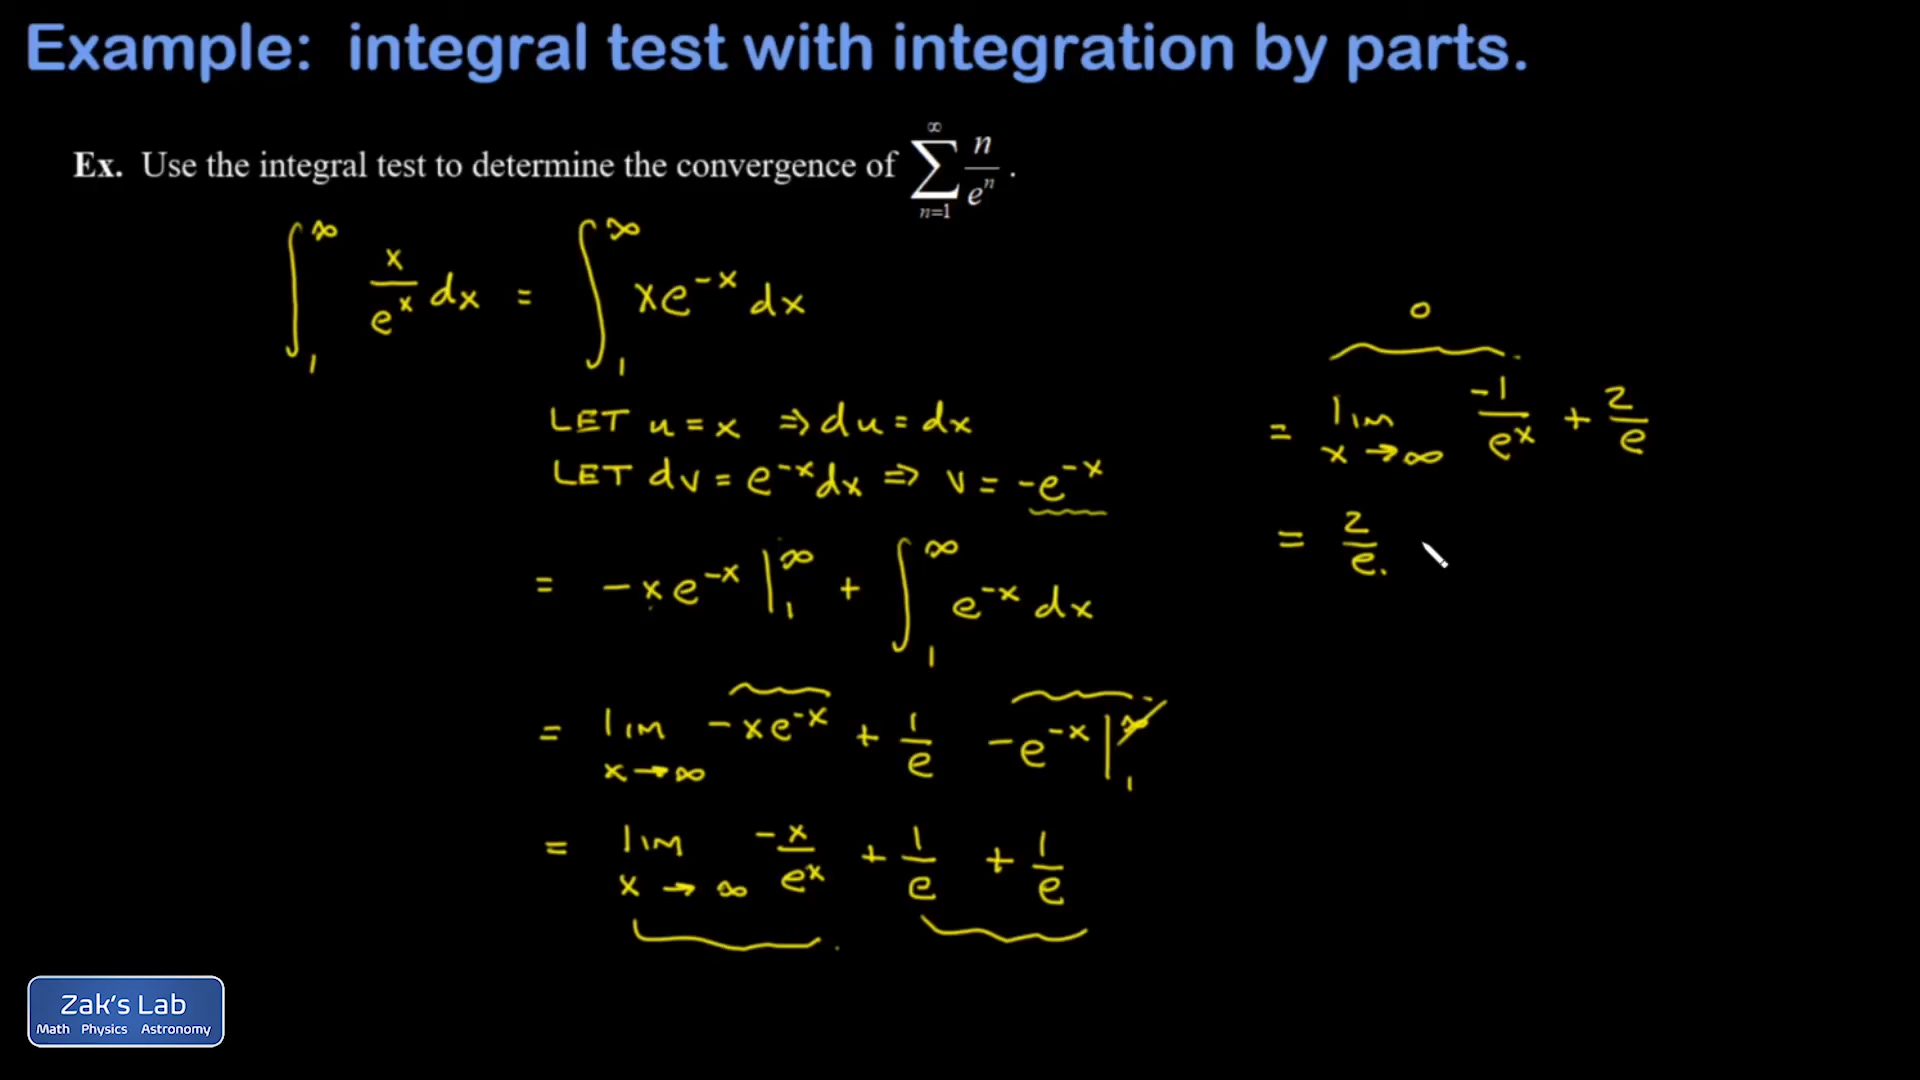 Example: integral test with integration by parts.
Ex. Use the integral test to determine the convergence of ∑_{n=1}^{∞} n/e^n .
∫_1^∞ x/e^x dx = ∫_1^∞ xe^{-x} dx
LET u = x ⇒ du = dx
LET dv = e^{-x}dx ⇒ v = -e^{-x}
= -xe^{-x} |_1^∞ + ∫_1^∞ e^{-x} dx
= lim_{x→∞} -xe^{-x} + 1/e - e^{-x} |_1^∞
= lim_{x→∞} -x/e^x + 1/e + 1/e
0
= lim_{x→∞} -1/e^x + 2/e
= 2/e.
Zak's Lab
Math Physics Astronomy